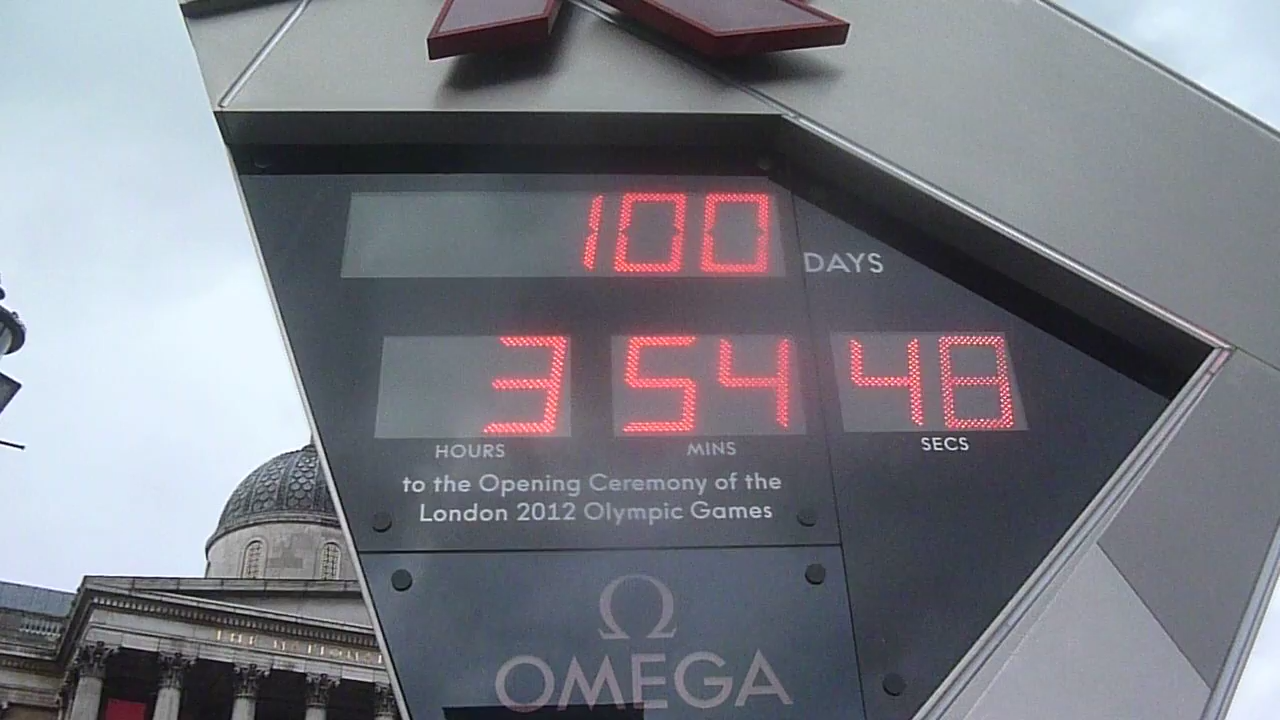 100 DAYS
3 54 48
HOURS MINS SECS
to the Opening Ceremony of the
London 2012 Olympic Games
Ω
OMEGA
THE N